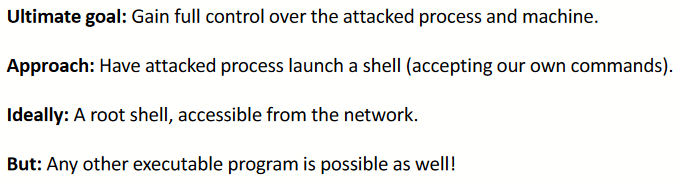 Ultimate goal: Gain full control over the attacked process and machine.
Approach: Have attacked process launch a shell (accepting our own commands).
Ideally: A root shell, accessible from the network.
But: Any other executable program is possible as well!